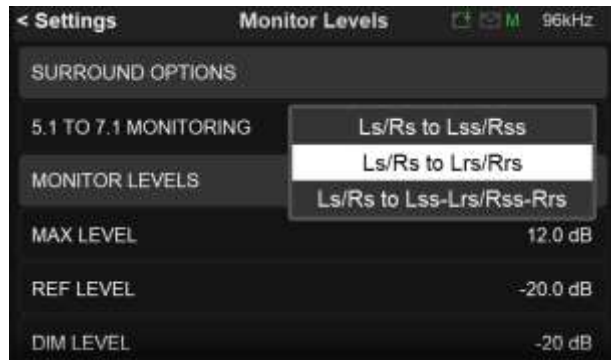 < Settings Monitor Levels M 96kHz
SURROUND OPTIONS
5.1 TO 7.1 MONITORING
Ls/Rs to Lss/Rss
Ls/Rs to Lrs/Rrs
Ls/Rs to Lss-Lrs/Rss-Rrs
MONITOR LEVELS
MAX LEVEL 12.0 dB
REF LEVEL -20.0 dB
DIM LEVEL -20 dB